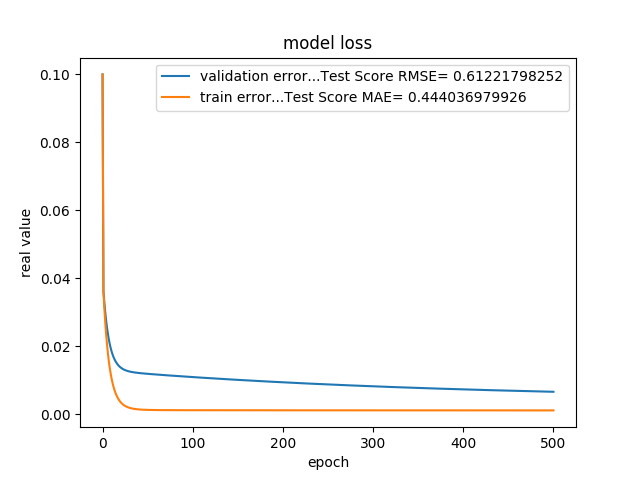 model loss
validation error...Test Score RMSE= 0.61221798252
train error...Test Score MAE= 0.444036979926
real value
0.10
0.08
0.06
0.04
0.02
0.00
0 100 200 300 400 500
epoch